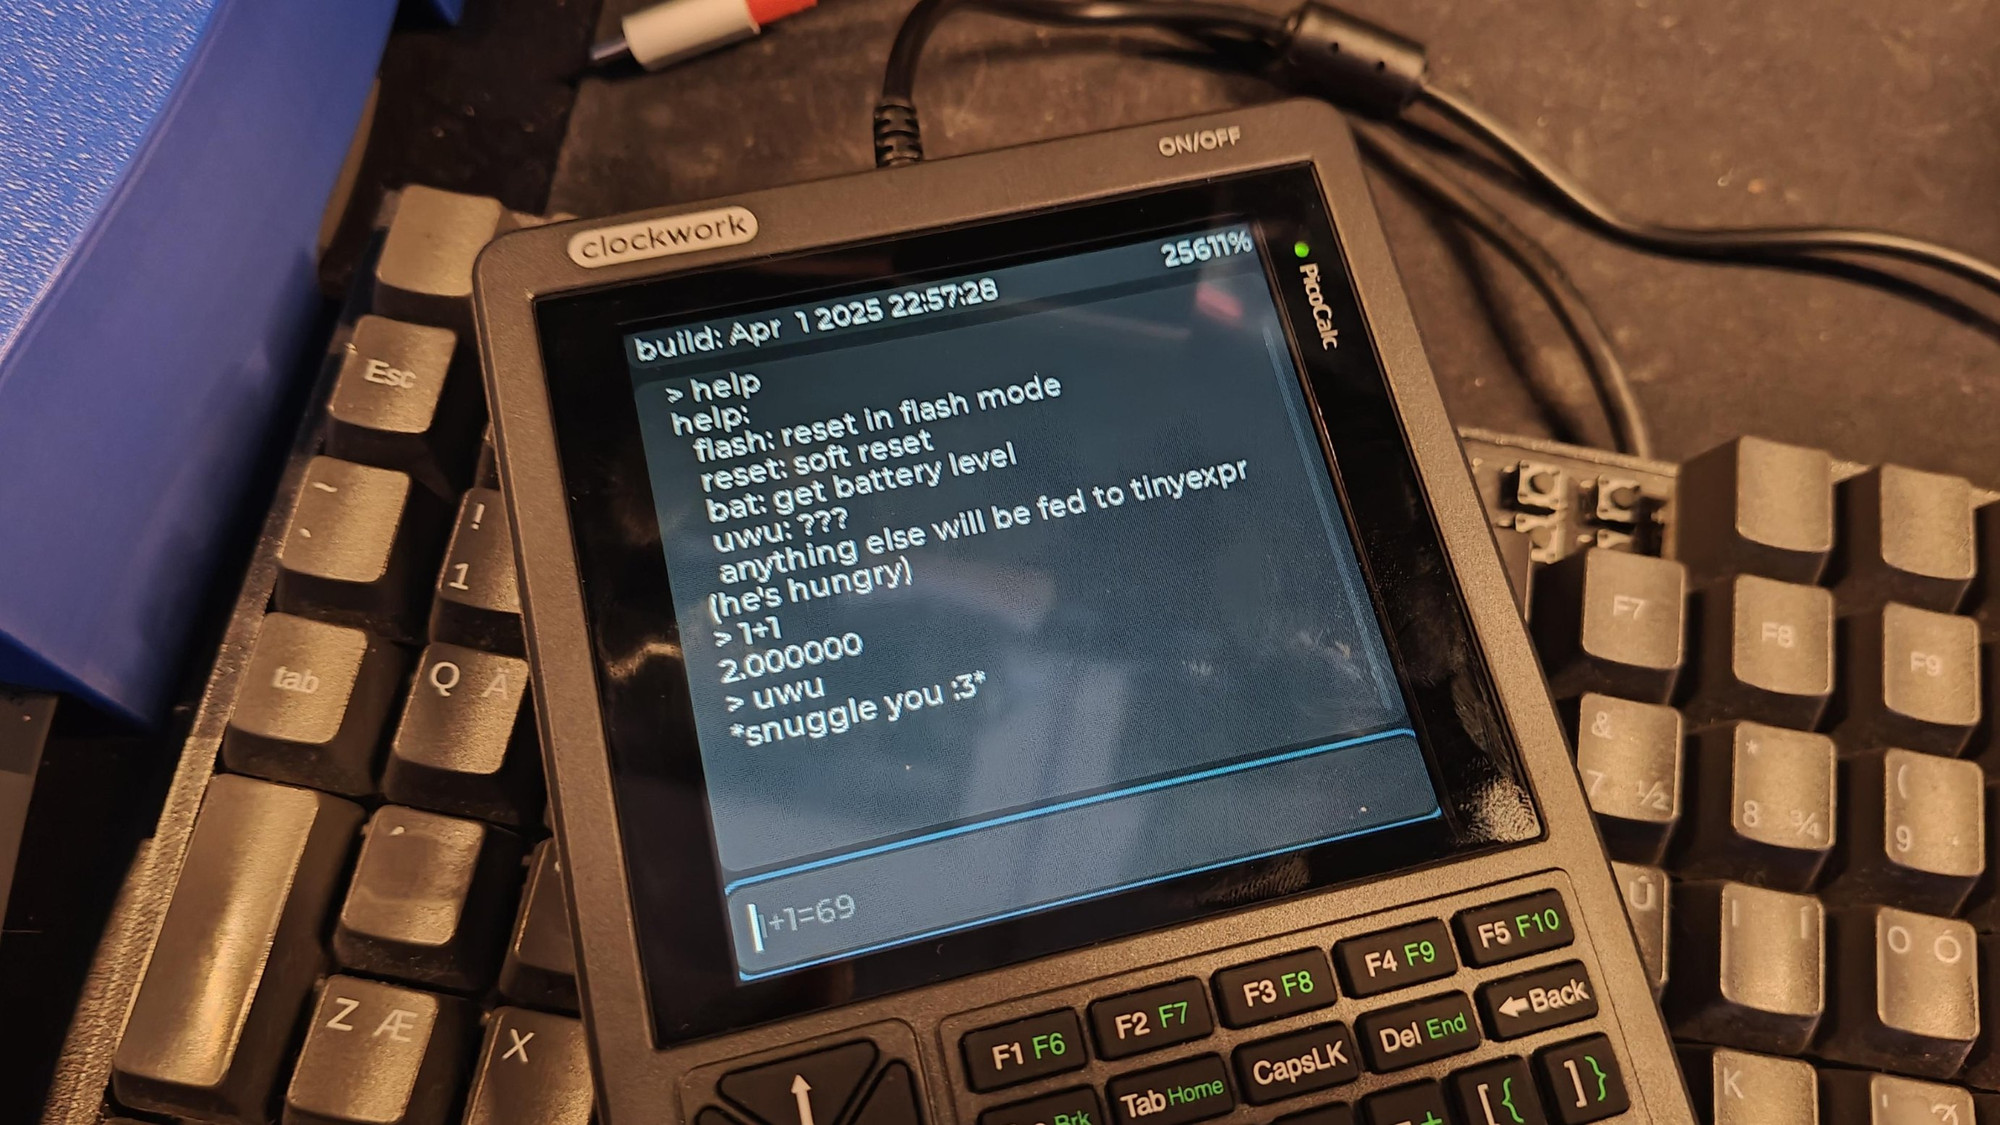 ON/OFF
clockwork
PicoCalc
build: Apr 1 2025 22:57:28 25611%
> help
help:
flash: reset in flash mode
reset: soft reset
bat: get battery level
uwu: ???
anything else will be fed to tinyexpr
(he's hungry)
> 1+1
2.000000
> uwu
*snuggle you :3*
1+1=69
F1 F6
F2 F7
F3 F8
F4 F9
F5 F10
Brk
Tab Home
CapsLK
Del End
Back
[ {
] }
Esc
~
!
1
tab
Q Ä
Z Æ
X
F7
F8
F9
&
7 ½
*
8 ¾
(
9
Û
I Í
O Ó
K